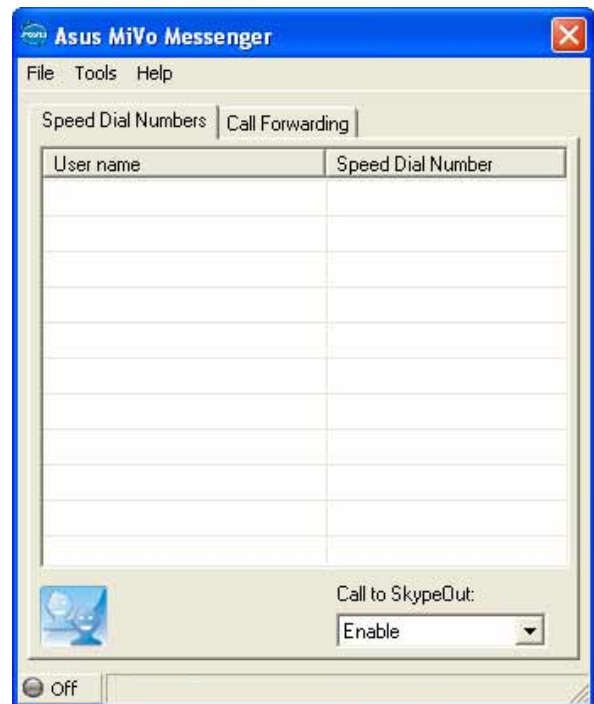 Asus MiVo Messenger
File Tools Help
Speed Dial Numbers Call Forwarding
User name Speed Dial Number
Call to SkypeOut:
Enable
Off